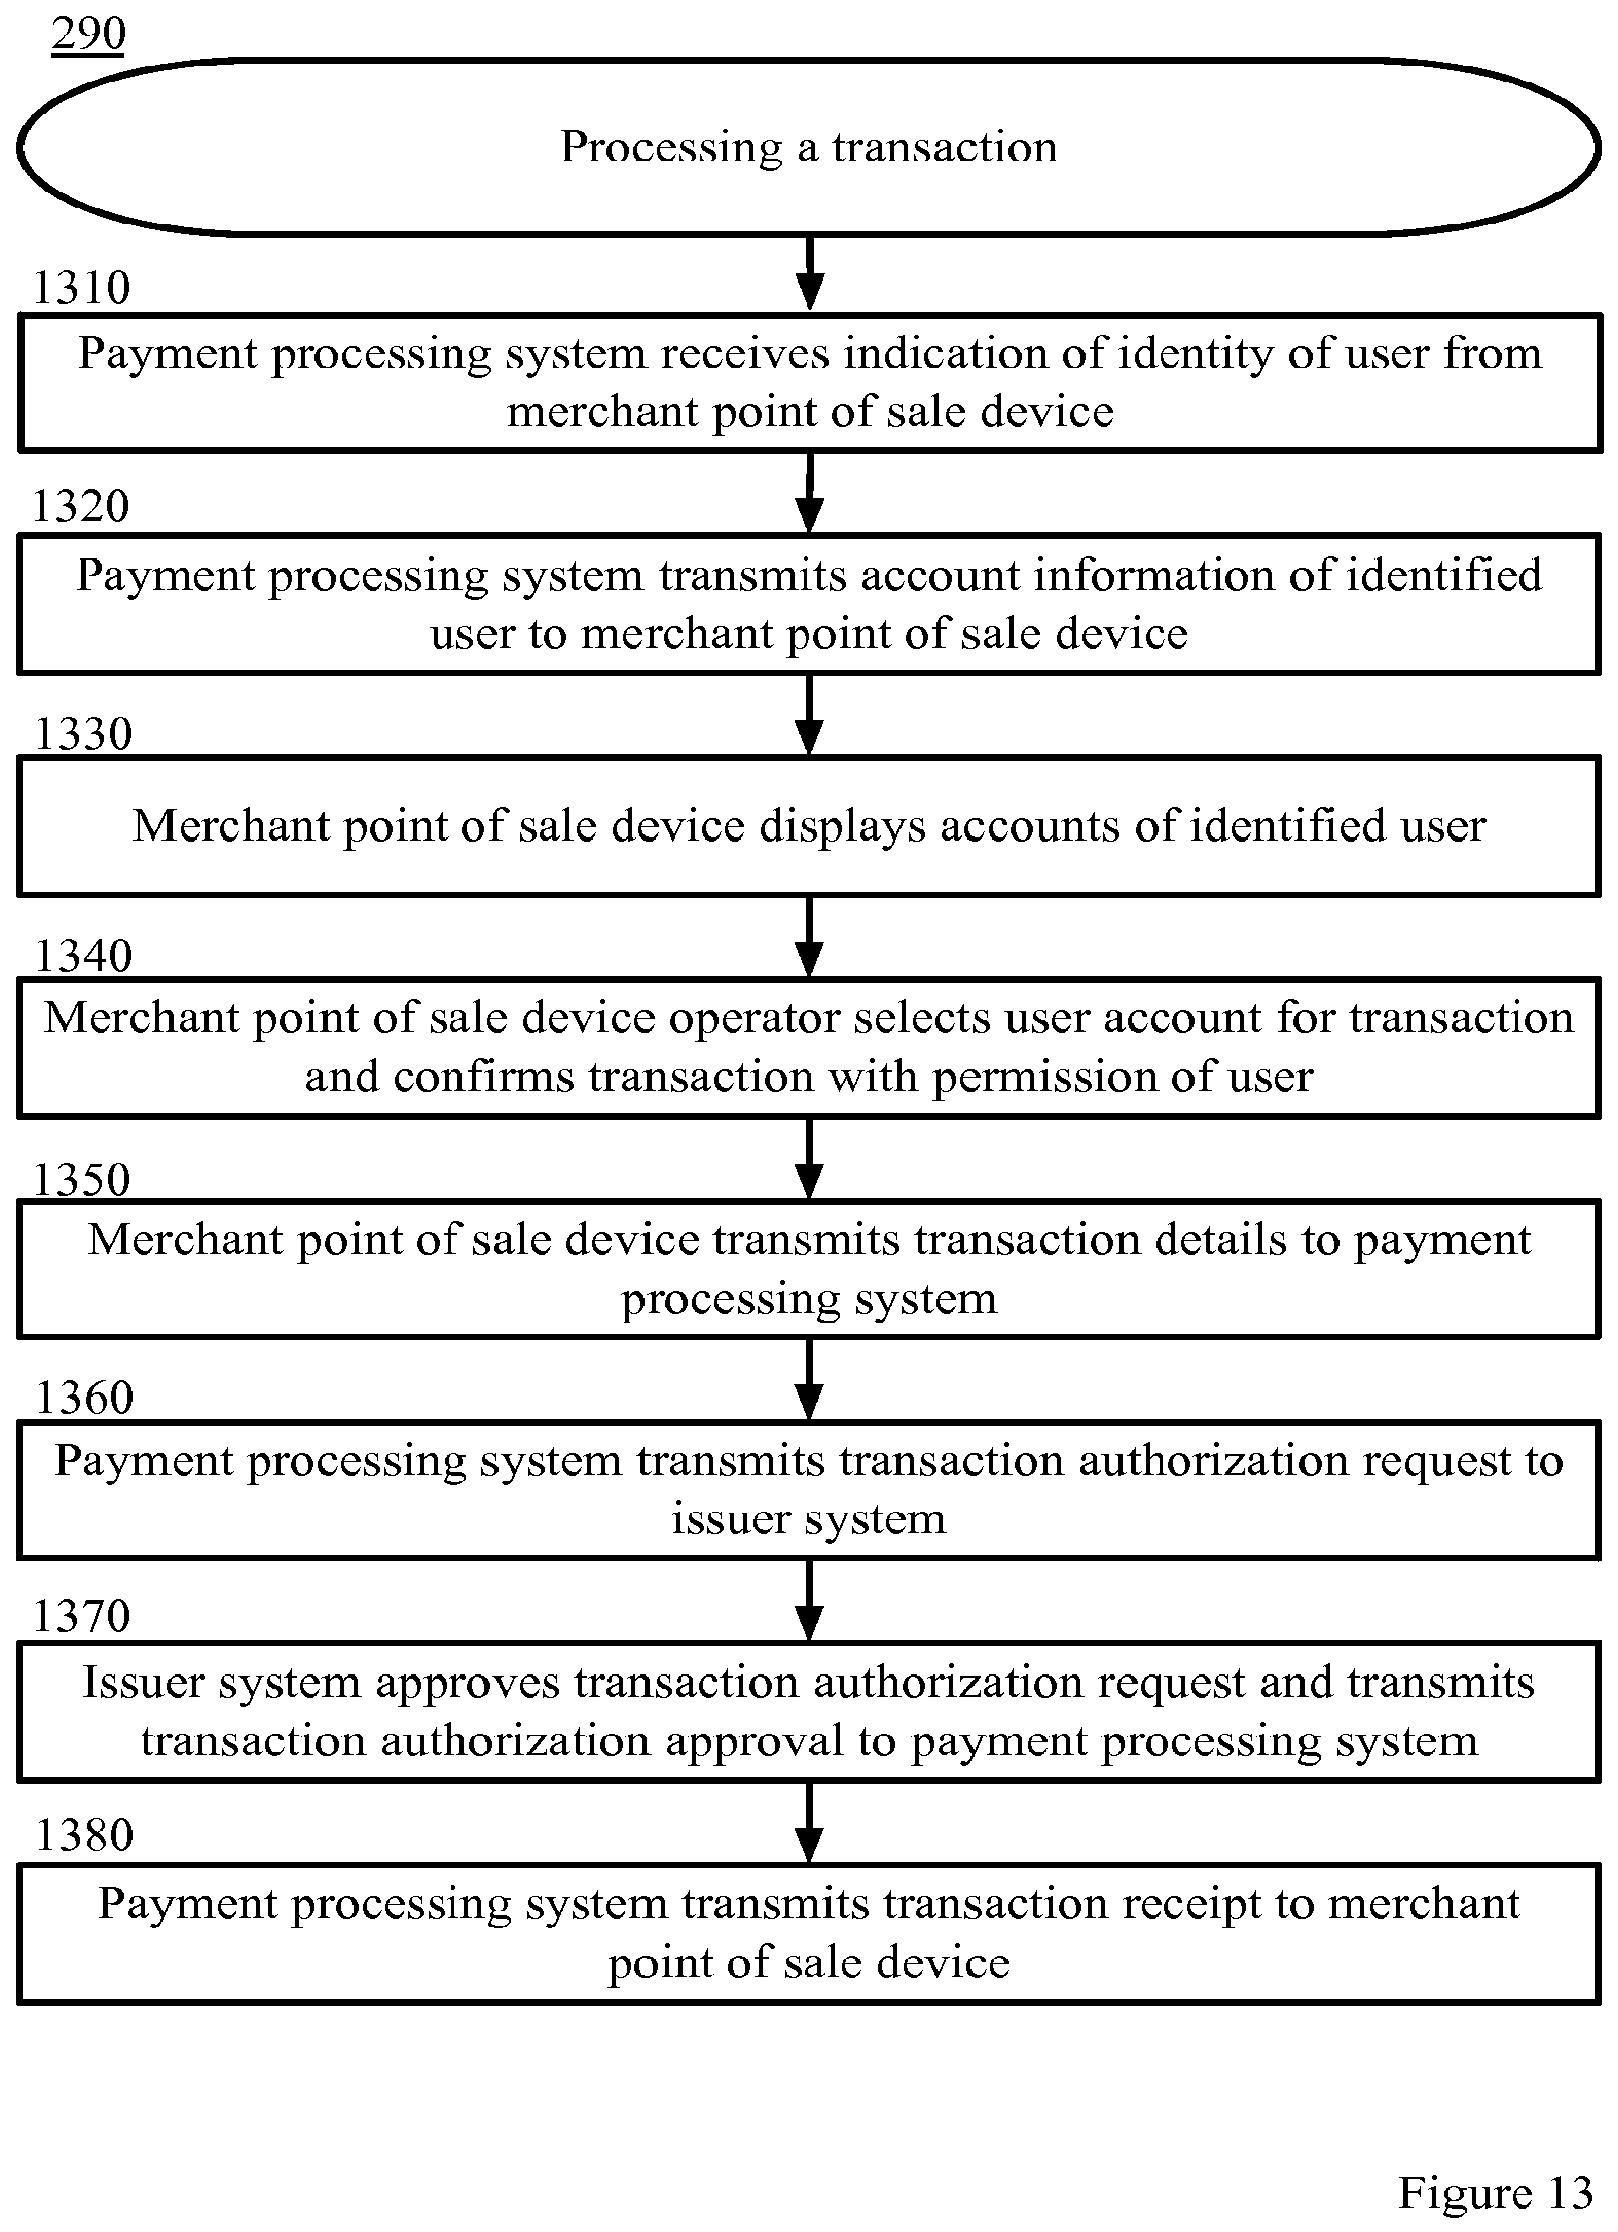 290
Processing a transaction
1310
Payment processing system receives indication of identity of user from
merchant point of sale device
1320
Payment processing system transmits account information of identified
user to merchant point of sale device
1330
Merchant point of sale device displays accounts of identified user
1340
Merchant point of sale device operator selects user account for transaction
and confirms transaction with permission of user
1350
Merchant point of sale device transmits transaction details to payment
processing system
1360
Payment processing system transmits transaction authorization request to
issuer system
1370
Issuer system approves transaction authorization request and transmits
transaction authorization approval to payment processing system
1380
Payment processing system transmits transaction receipt to merchant
point of sale device
Figure 13